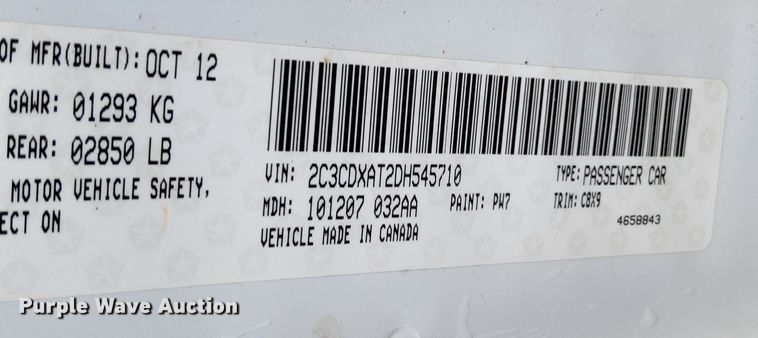 OF MFR(BUILT): OCT 12
GAWR: 01293 KG
REAR: 02850 LB
MOTOR VEHICLE SAFETY,
ECT ON
VIN: 2C3CDXAT2DH545710 TYPE: PASSENGER CAR
MDH: 101207 032AA PAINT: PW7 TRIM: CBX9
VEHICLE MADE IN CANADA 4658843
Purple Wave Auction